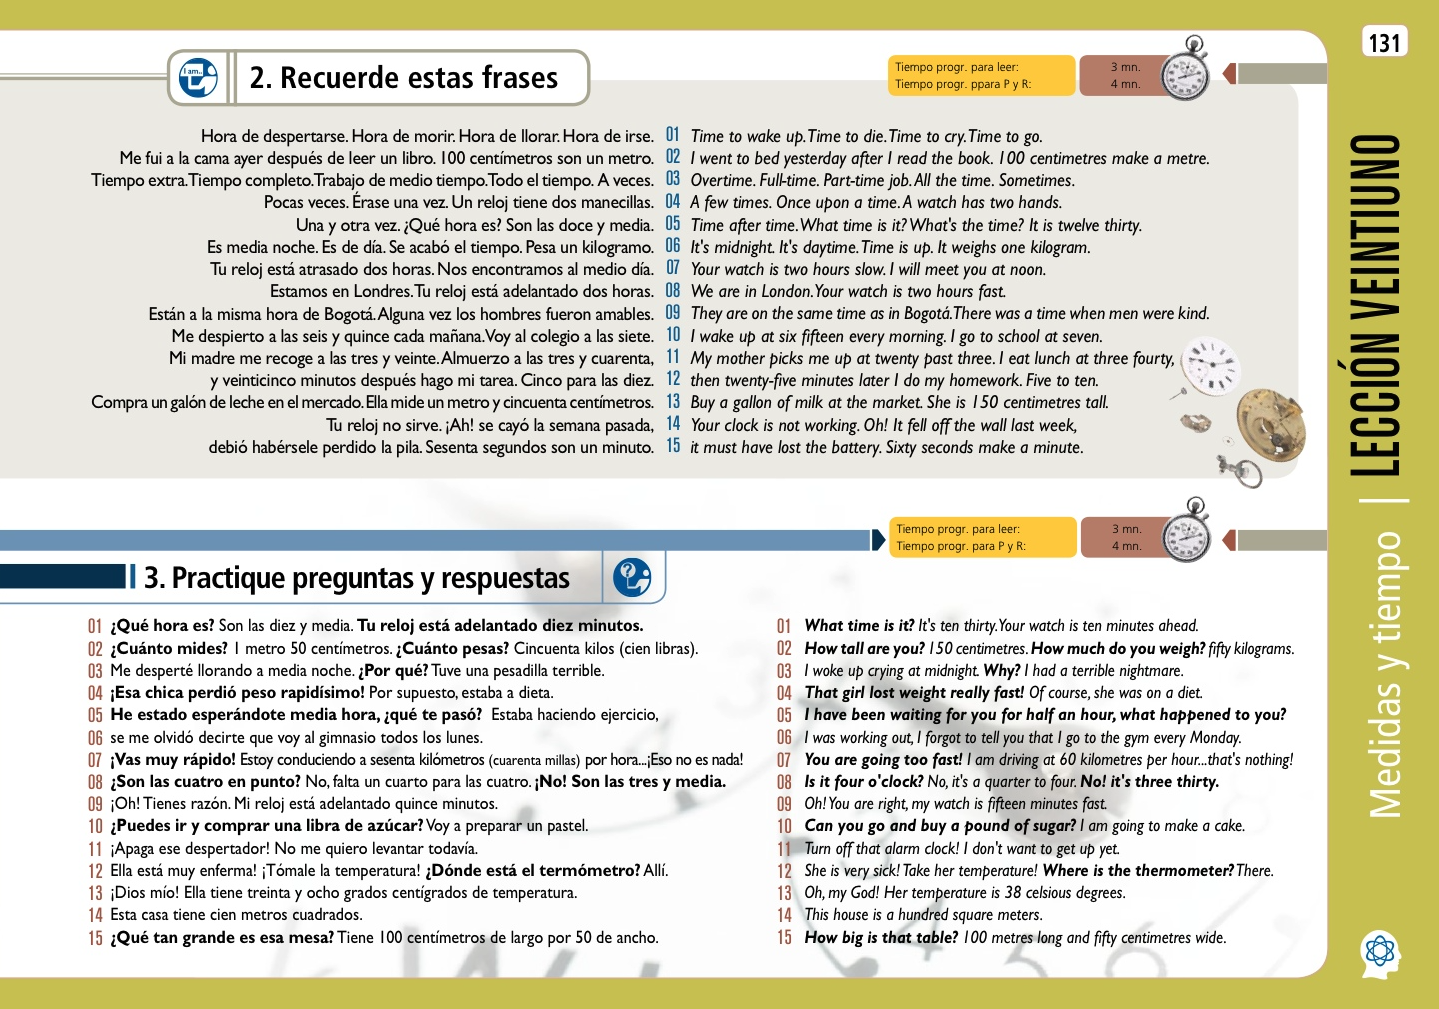 131
2. Recuerde estas frases
I am..
Tiempo progr. para leer: 3 mn.
Tiempo progr. ppara P y R: 4 mn.
Hora de despertarse. Hora de morir. Hora de llorar. Hora de irse. 01 Time to wake up. Time to die. Time to cry. Time to go.
Me fui a la cama ayer después de leer un libro. 100 centímetros son un metro. 02 I went to bed yesterday after I read the book. 100 centimetres make a metre.
Tiempo extra. Tiempo completo. Trabajo de medio tiempo. Todo el tiempo. A veces. 03 Overtime. Full-time. Part-time job. All the time. Sometimes.
Pocas veces. Érase una vez. Un reloj tiene dos manecillas. 04 A few times. Once upon a time. A watch has two hands.
Una y otra vez. ¿Qué hora es? Son las doce y media. 05 Time after time. What time is it? What's the time? It is twelve thirty.
Es media noche. Es de día. Se acabó el tiempo. Pesa un kilogramo. 06 It's midnight. It's daytime. Time is up. It weighs one kilogram.
Tu reloj está atrasado dos horas. Nos encontramos al medio día. 07 Your watch is two hours slow. I will meet you at noon.
Estamos en Londres. Tu reloj está adelantado dos horas. 08 We are in London. Your watch is two hours fast.
Están a la misma hora de Bogotá. Alguna vez los hombres fueron amables. 09 They are on the same time as in Bogotá. There was a time when men were kind.
Me despierto a las seis y quince cada mañana. Voy al colegio a las siete. 10 I wake up at six fifteen every morning. I go to school at seven.
Mi madre me recoge a las tres y veinte. Almuerzo a las tres y cuarenta, 11 My mother picks me up at twenty past three. I eat lunch at three fourty,
y veinticinco minutos después hago mi tarea. Cinco para las diez. 12 then twenty-five minutes later I do my homework. Five to ten.
Compra un galón de leche en el mercado. Ella mide un metro y cincuenta centímetros. 13 Buy a gallon of milk at the market. She is 150 centimetres tall.
Tu reloj no sirve. ¡Ah! se cayó la semana pasada, 14 Your clock is not working. Oh! It fell off the wall last week,
debió habérsele perdido la pila. Sesenta segundos son un minuto. 15 it must have lost the battery. Sixty seconds make a minute.
LECCIÓN VEINTIUNO
Medidas y tiempo
Tiempo progr. para leer: 3 mn.
Tiempo progr. para P y R: 4 mn.
3. Practique preguntas y respuestas
01 ¿Qué hora es? Son las diez y media. Tu reloj está adelantado diez minutos.
02 ¿Cuánto mides? 1 metro 50 centímetros. ¿Cuánto pesas? Cincuenta kilos (cien libras).
03 Me desperté llorando a media noche. ¿Por qué? Tuve una pesadilla terrible.
04 ¡Esa chica perdió peso rapidísimo! Por supuesto, estaba a dieta.
05 He estado esperándote media hora, ¿qué te pasó? Estaba haciendo ejercicio,
06 se me olvidó decirte que voy al gimnasio todos los lunes.
07 ¡Vas muy rápido! Estoy conduciendo a sesenta kilómetros (cuarenta millas) por hora...¡Eso no es nada!
08 ¿Son las cuatro en punto? No, falta un cuarto para las cuatro. ¡No! Son las tres y media.
09 ¡Oh! Tienes razón. Mi reloj está adelantado quince minutos.
10 ¿Puedes ir y comprar una libra de azúcar? Voy a preparar un pastel.
11 ¡Apaga ese despertador! No me quiero levantar todavía.
12 Ella está muy enferma! ¡Tómale la temperatura! ¿Dónde está el termómetro? Allí.
13 ¡Dios mío! Ella tiene treinta y ocho grados centígrados de temperatura.
14 Esta casa tiene cien metros cuadrados.
15 ¿Qué tan grande es esa mesa? Tiene 100 centímetros de largo por 50 de ancho.
01 What time is it? It's ten thirty. Your watch is ten minutes ahead.
02 How tall are you? 150 centimetres. How much do you weigh? fifty kilograms.
03 I woke up crying at midnight. Why? I had a terrible nightmare.
04 That girl lost weight really fast! Of course, she was on a diet.
05 I have been waiting for you for half an hour, what happened to you?
06 I was working out, I forgot to tell you that I go to the gym every Monday.
07 You are going too fast! I am driving at 60 kilometres per hour...that's nothing!
08 Is it four o'clock? No, it's a quarter to four. No! it's three thirty.
09 Oh! You are right, my watch is fifteen minutes fast.
10 Can you go and buy a pound of sugar? I am going to make a cake.
11 Turn off that alarm clock! I don't want to get up yet.
12 She is very sick! Take her temperature! Where is the thermometer? There.
13 Oh, my God! Her temperature is 38 celsious degrees.
14 This house is a hundred square meters.
15 How big is that table? 100 metres long and fifty centimetres wide.